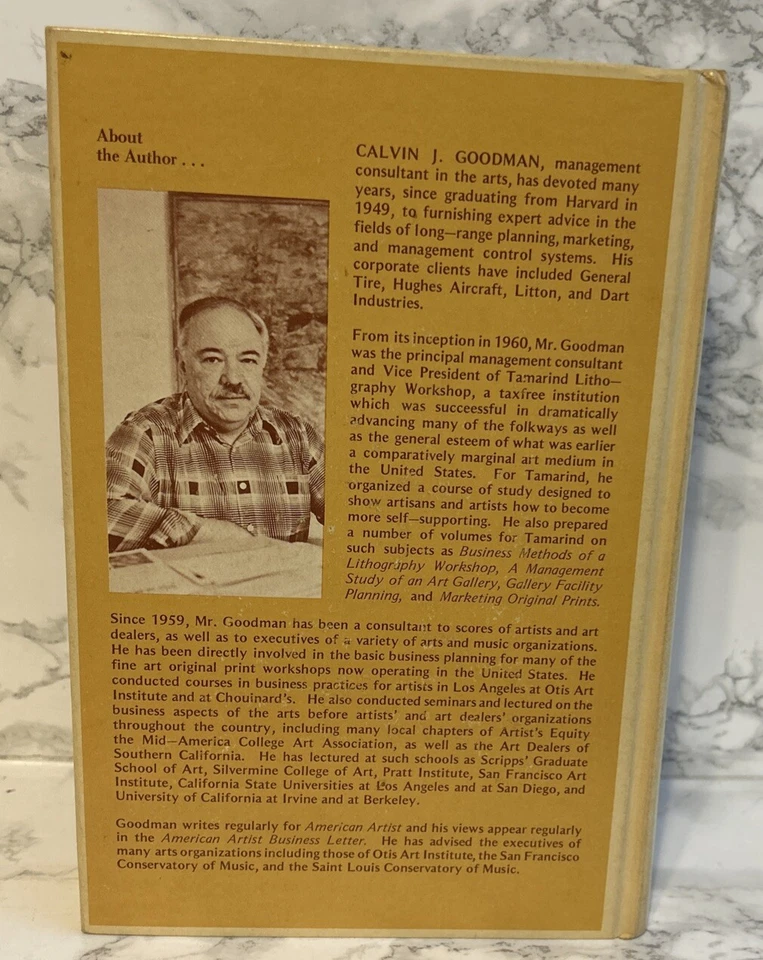 About
the Author . . .
CALVIN J. GOODMAN, management
consultant in the arts, has devoted many
years, since graduating from Harvard in
1949, to furnishing expert advice in the
fields of long—range planning, marketing,
and management control systems. His
corporate clients have included General
Tire, Hughes Aircraft, Litton, and Dart
Industries.
From its inception in 1960, Mr. Goodman
was the principal management consultant
and Vice President of Tamarind Litho—
graphy Workshop, a taxfree institution
which was succeessful in dramatically
advancing many of the folkways as well
as the general esteem of what was earlier
a comparatively marginal art medium in
the United States. For Tamarind, he
organized a course of study designed to
show artisans and artists how to become
more self—supporting. He also prepared
a number of volumes for Tamarind on
such subjects as Business Methods of a
Lithography Workshop, A Management
Study of an Art Gallery, Gallery Facility
Planning, and Marketing Original Prints.
Since 1959, Mr. Goodman has been a consultant to scores of artists and art
dealers, as well as to executives of a variety of arts and music organizations.
He has been directly involved in the basic business planning for many of the
fine art original print workshops now operating in the United States. He
conducted courses in business practices for artists in Los Angeles at Otis Art
Institute and at Chouinard's. He also conducted seminars and lectured on the
business aspects of the arts before artists' and art dealers' organizations
throughout the country, including many local chapters of Artist's Equity
the Mid—America College Art Association, as well as the Art Dealers of
Southern California. He has lectured at such schools as Scripps' Graduate
School of Art, Silvermine College of Art, Pratt Institute, San Francisco Art
Institute, California State Universities at Los Angeles and at San Diego, and
University of California at Irvine and at Berkeley.
Goodman writes regularly for American Artist and his views appear regularly
in the American Artist Business Letter. He has advised the executives of
many arts organizations including those of Otis Art Institute, the San Francisco
Conservatory of Music, and the Saint Louis Conservatory of Music.